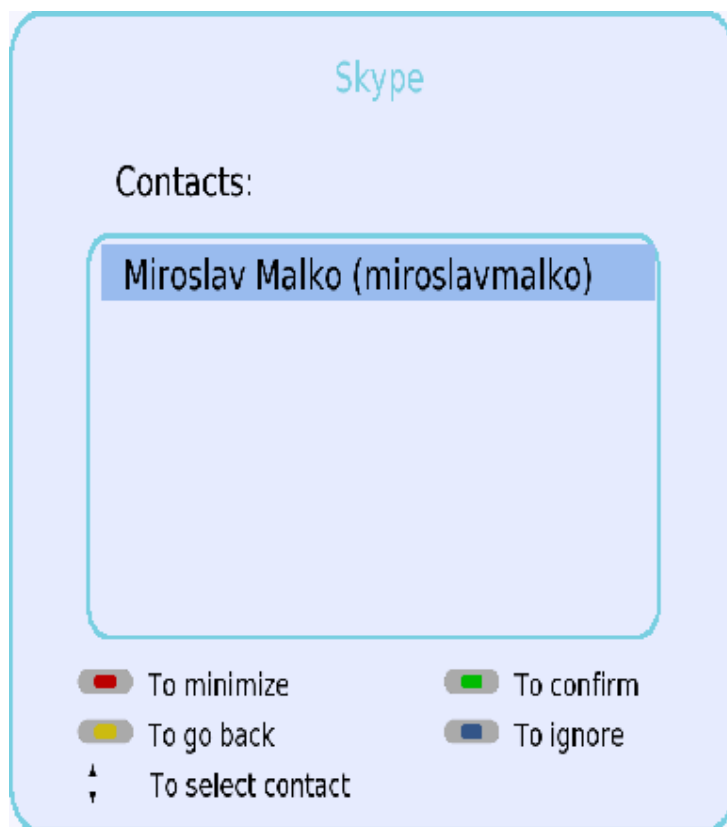 Skype
Contacts:
Miroslav Malko (miroslavmalko)
To minimize
To confirm
To go back
To ignore
To select contact